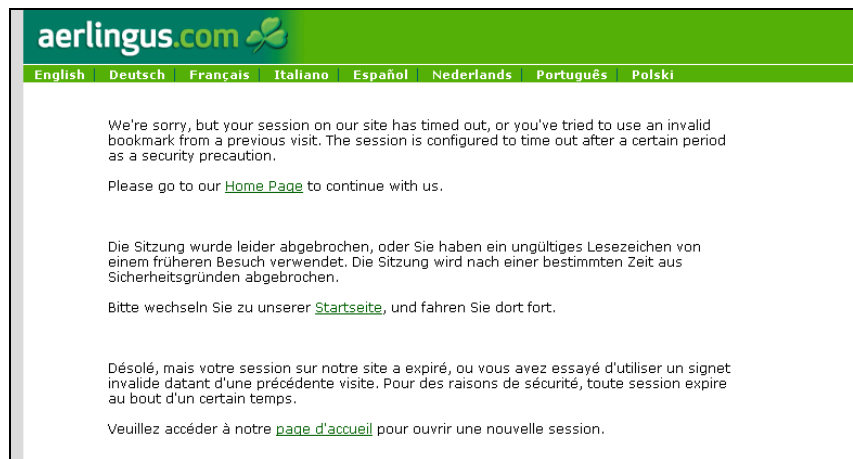 aerlingus.com
English | Deutsch | Français | Italiano | Español | Nederlands | Português | Polski
We're sorry, but your session on our site has timed out, or you've tried to use an invalid
bookmark from a previous visit. The session is configured to time out after a certain period
as a security precaution.
Please go to our Home Page to continue with us.
Die Sitzung wurde leider abgebrochen, oder Sie haben ein ungültiges Lesezeichen von
einem früheren Besuch verwendet. Die Sitzung wird nach einer bestimmten Zeit aus
Sicherheitsgründen abgebrochen.
Bitte wechseln Sie zu unserer Startseite, und fahren Sie dort fort.
Désolé, mais votre session sur notre site a expiré, ou vous avez essayé d'utiliser un signet
invalide datant d'une précédente visite. Pour des raisons de sécurité, toute session expire
au bout d'un certain temps.
Veuillez accéder à notre page d'accueil pour ouvrir une nouvelle session.